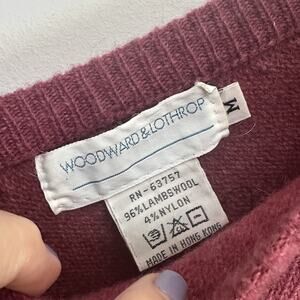 WOODWARD & LOTHROP
M
RN-63757
96% LAMBSWOOL
4% NYLON
MADE IN HONG KONG